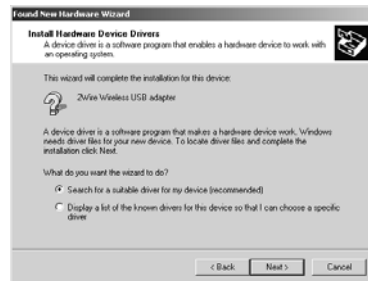 Found New Hardware Wizard
Install Hardware Device Drivers
A device driver is a software program that enables a hardware device to work with
an operating system.
This wizard will complete the installation for this device:
2Wire Wireless USB adapter
A device driver is a software program that makes a hardware device work. Windows
needs driver files for your new device. To locate driver files and complete the
installation click Next.
What do you want the wizard to do?
Search for a suitable driver for my device (recommended)
Display a list of the known drivers for this device so that I can choose a specific
driver
< Back Next > Cancel